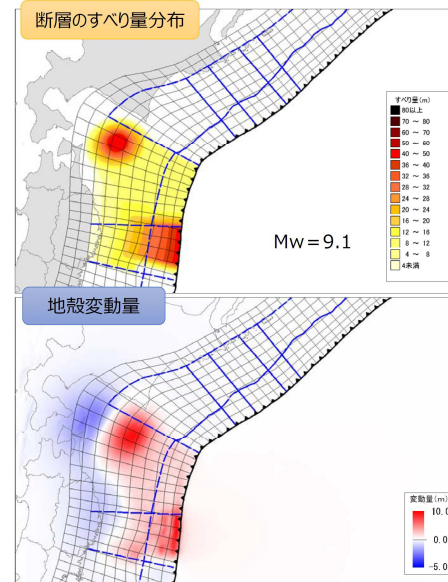 断層のすべり量分布
すべり量(m)
80以上
70 ～ 80
60 ～ 70
50 ～ 60
40 ～ 50
36 ～ 40
32 ～ 36
28 ～ 32
24 ～ 28
20 ～ 24
16 ～ 20
12 ～ 16
8 ～ 12
4 ～ 8
4未満
Mw＝9.1
地殻変動量
変動量(m)
10.0
0.0
-5.0